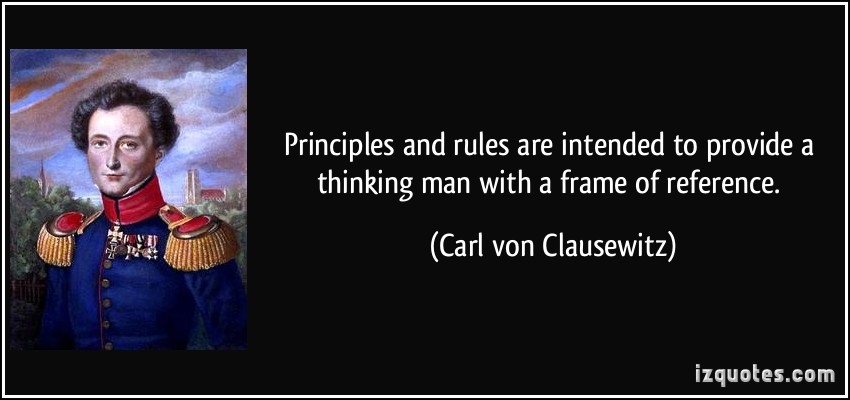 Principles and rules are intended to provide a
thinking man with a frame of reference.
(Carl von Clausewitz)
izquotes.com